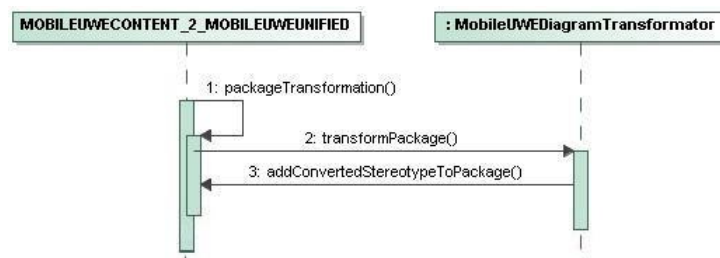 MOBILEUWECONTENT_2_MOBILEUWEUNIFIED
: MobileUWEDiagramTransformator
1: packageTransformation()
2: transformPackage()
3: addConvertedStereotypeToPackage()